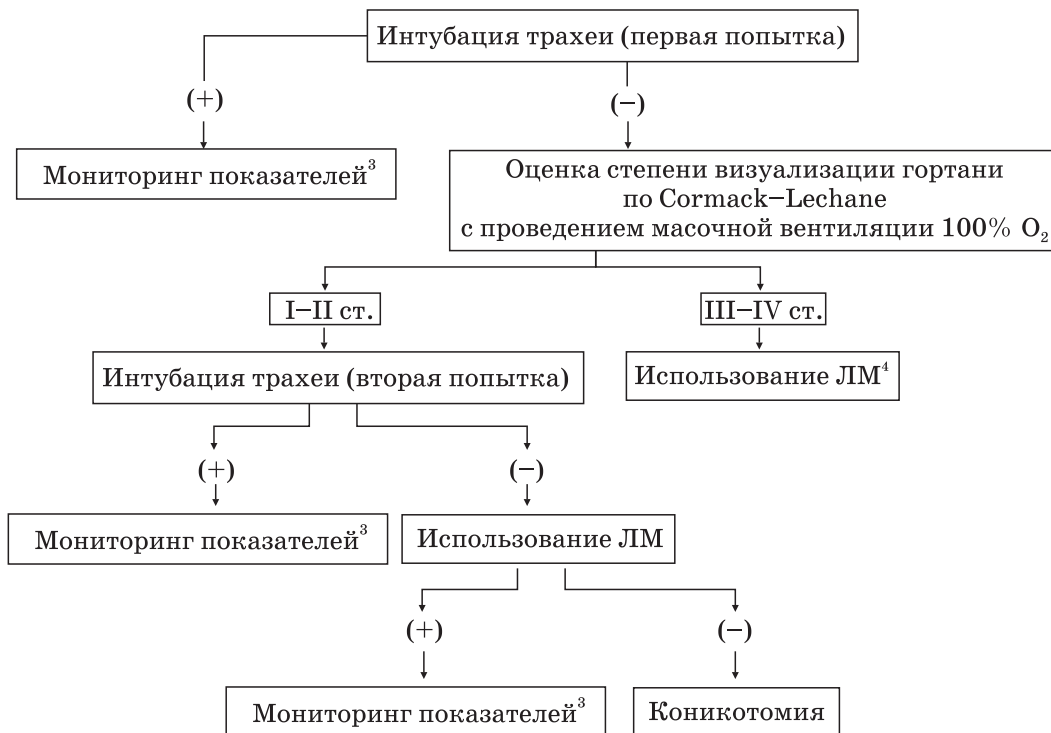 Интубация трахеи (первая попытка)
(+)
(−)
Мониторинг показателей³
Оценка степени визуализации гортани
по Cormack−Lechane
с проведением масочной вентиляции 100% O₂
I−II ст.
III−IV ст.
Интубация трахеи (вторая попытка)
Использование ЛМ⁴
(+)
(−)
Мониторинг показателей³
Использование ЛМ
(+)
(−)
Мониторинг показателей³
Коникотомия